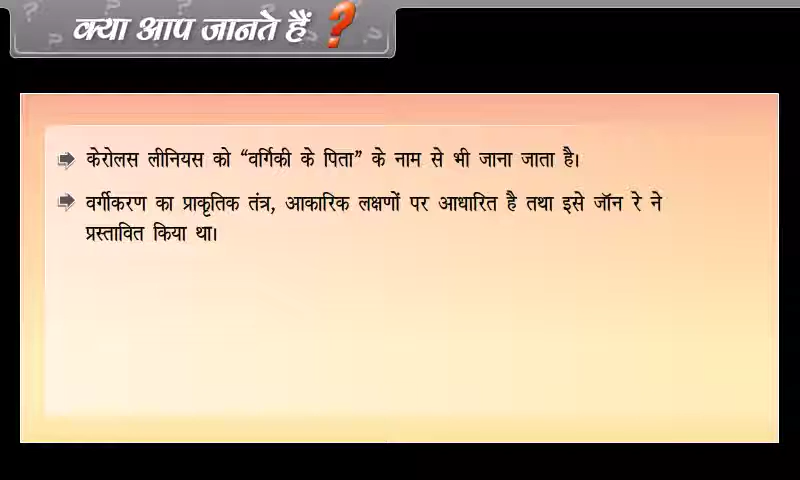 क्या आप जानते हैं ?
केरोलस लीनियस को “वर्गिकी के पिता” के नाम से भी जाना जाता है।
वर्गीकरण का प्राकृतिक तंत्र, आकारिक लक्षणों पर आधारित है तथा इसे जॉन रे ने
प्रस्तावित किया था।